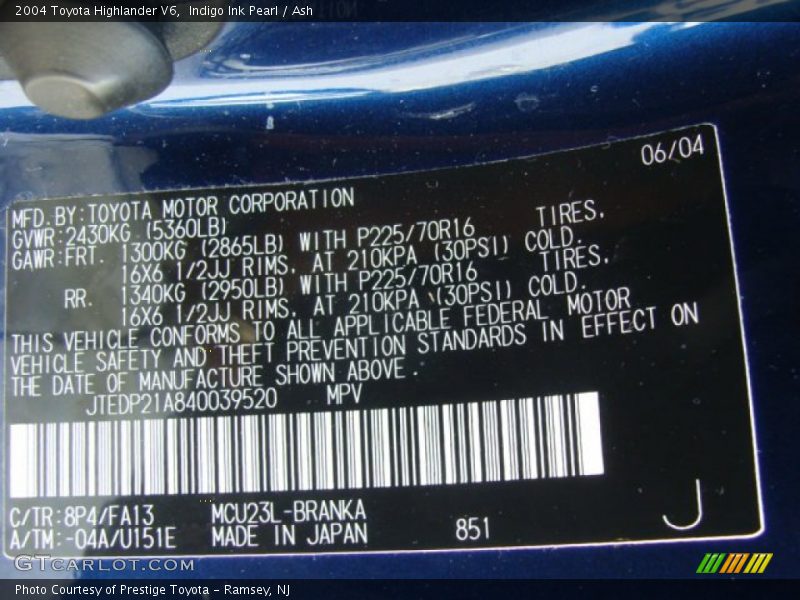 2004 Toyota Highlander V6, Indigo Ink Pearl / Ash
06/04
MFD.BY:TOYOTA MOTOR CORPORATION
GVWR:2430KG (5360LB)
GAWR:FRT. 1300KG (2865LB) WITH P225/70R16 TIRES.
16X6 1/2JJ RIMS, AT 210KPA (30PSI) COLD.
RR. 1340KG (2950LB) WITH P225/70R16 TIRES.
16X6 1/2JJ RIMS, AT 210KPA (30PSI) COLD.
THIS VEHICLE CONFORMS TO ALL APPLICABLE FEDERAL MOTOR
VEHICLE SAFETY AND THEFT PREVENTION STANDARDS IN EFFECT ON
THE DATE OF MANUFACTURE SHOWN ABOVE.
JTEDP21A840039520 MPV
C/TR:8P4/FA13 MCU23L-BRANKA
A/TM:-04A/U151E MADE IN JAPAN 851 J
GTCARLOT.COM
Photo Courtesy of Prestige Toyota - Ramsey, NJ